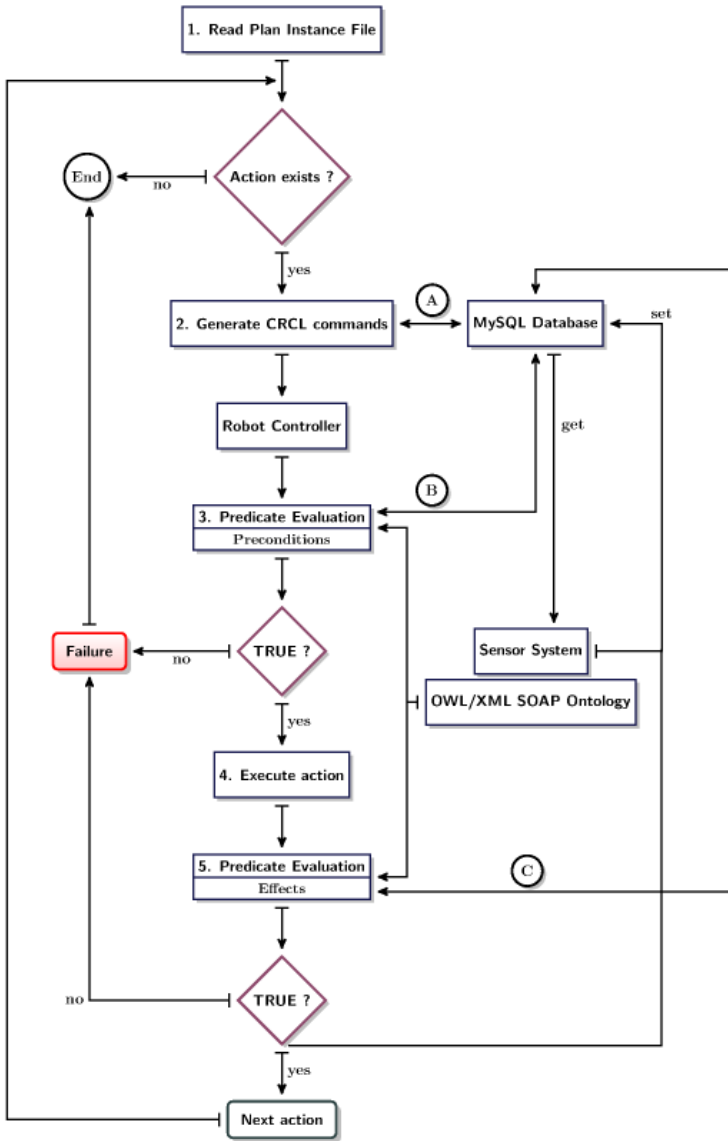 1. Read Plan Instance File
Action exists ?
End
no
yes
A
2. Generate CRCL commands
MySQL Database
set
Robot Controller
get
B
3. Predicate Evaluation
Preconditions
TRUE ?
Failure
no
Sensor System
OWL/XML SOAP Ontology
yes
4. Execute action
5. Predicate Evaluation
Effects
C
TRUE ?
no
yes
Next action